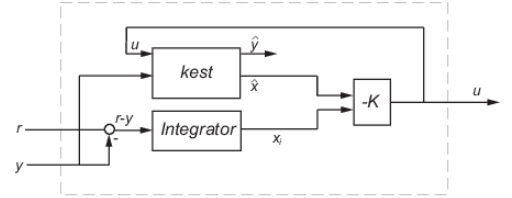 u
ŷ
kest
x̂
-K
u
r
r-y
-
Integrator
xᵢ
y